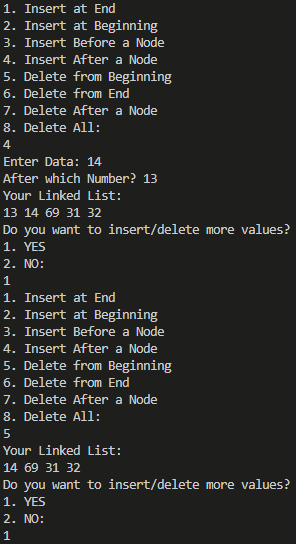 1. Insert at End
2. Insert at Beginning
3. Insert Before a Node
4. Insert After a Node
5. Delete from Beginning
6. Delete from End
7. Delete After a Node
8. Delete All:
4
Enter Data: 14
After which Number? 13
Your Linked List:
13 14 69 31 32
Do you want to insert/delete more values?
1. YES
2. NO:
1
1. Insert at End
2. Insert at Beginning
3. Insert Before a Node
4. Insert After a Node
5. Delete from Beginning
6. Delete from End
7. Delete After a Node
8. Delete All:
5
Your Linked List:
14 69 31 32
Do you want to insert/delete more values?
1. YES
2. NO:
1